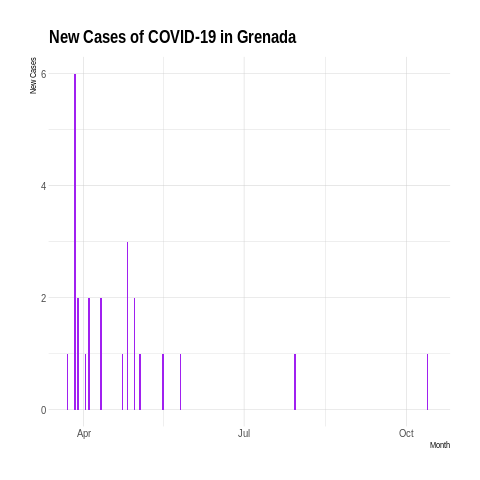 New Cases of COVID-19 in Grenada
New Cases
6
4
2
0
Apr
Jul
Oct
Month